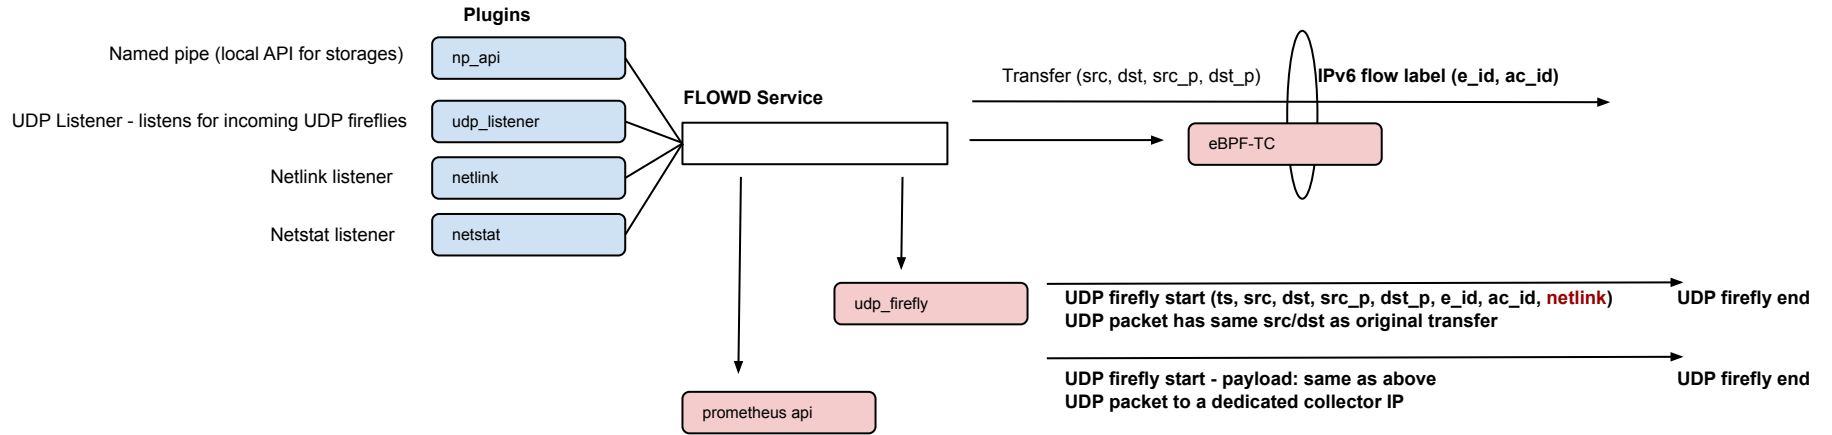 Plugins
Named pipe (local API for storages)
np_api
UDP Listener - listens for incoming UDP fireflies
udp_listener
Netlink listener
netlink
Netstat listener
netstat
FLOWD Service
Transfer (src, dst, src_p, dst_p)
IPv6 flow label (e_id, ac_id)
eBPF-TC
udp_firefly
UDP firefly start (ts, src, dst, src_p, dst_p, e_id, ac_id, netlink)
UDP packet has same src/dst as original transfer
UDP firefly end
UDP firefly start - payload: same as above
UDP packet to a dedicated collector IP
UDP firefly end
prometheus api